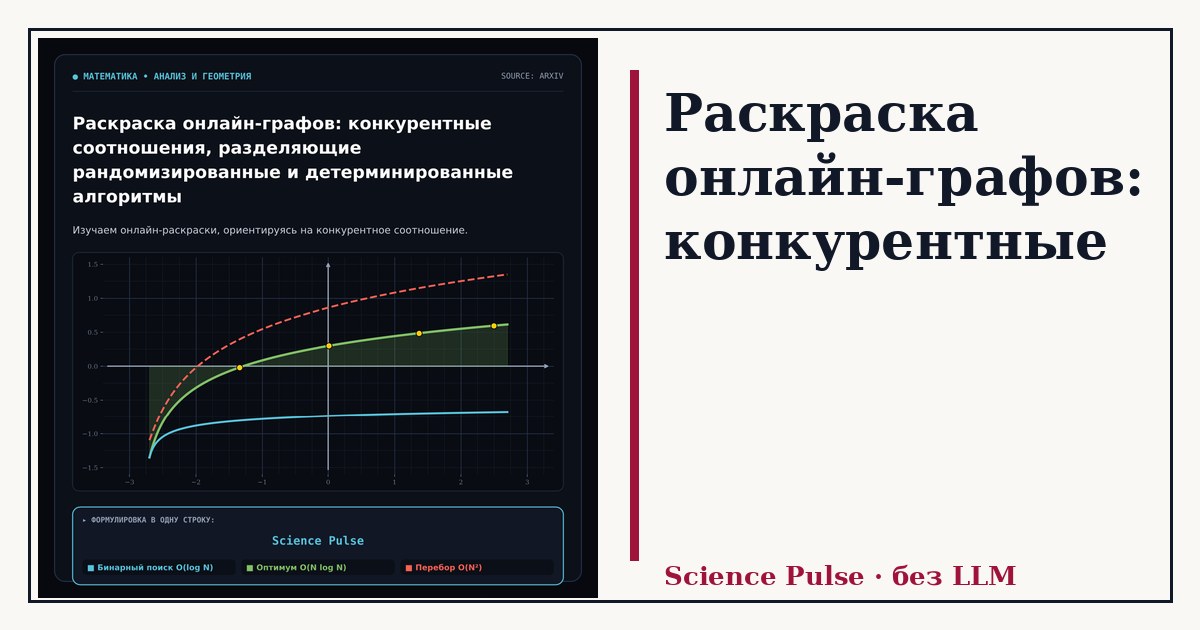 ● МАТЕМАТИКА • АНАЛИЗ И ГЕОМЕТРИЯ
SOURCE: ARXIV
Раскраска онлайн-графов: конкурентные
соотношения, разделяющие
рандомизированные и детерминированные
алгоритмы
Изучаем онлайн-раскраски, ориентируясь на конкурентное соотношение.
1.5
1.0
0.5
0.0
−0.5
−1.0
−1.5
−3 −2 −1 0 1 2 3
▸ ФОРМУЛИРОВКА В ОДНУ СТРОКУ:
Science Pulse
■ Бинарный поиск O(log N) ■ Оптимум O(N log N) ■ Перебор O(N²)
Раскраска
онлайн-графов:
конкурентные
Science Pulse · без LLM